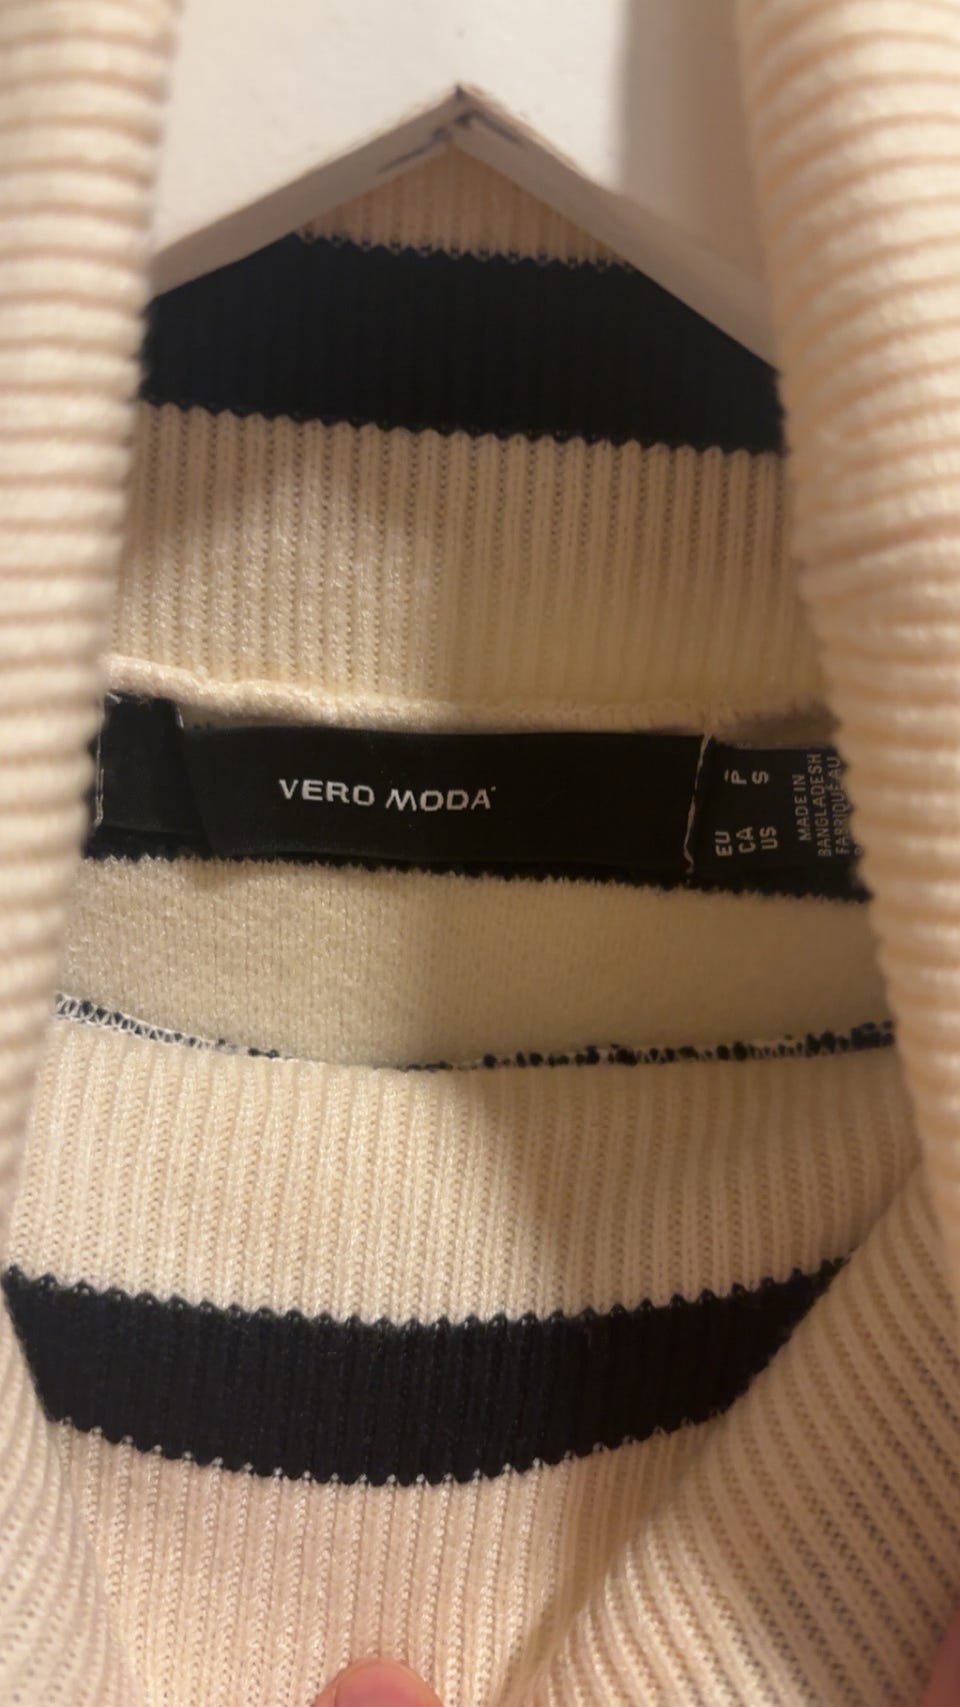 VERO MODA
EU
CA P
US S
MADE IN
BANGLADESH
FABRIQUÉ AU